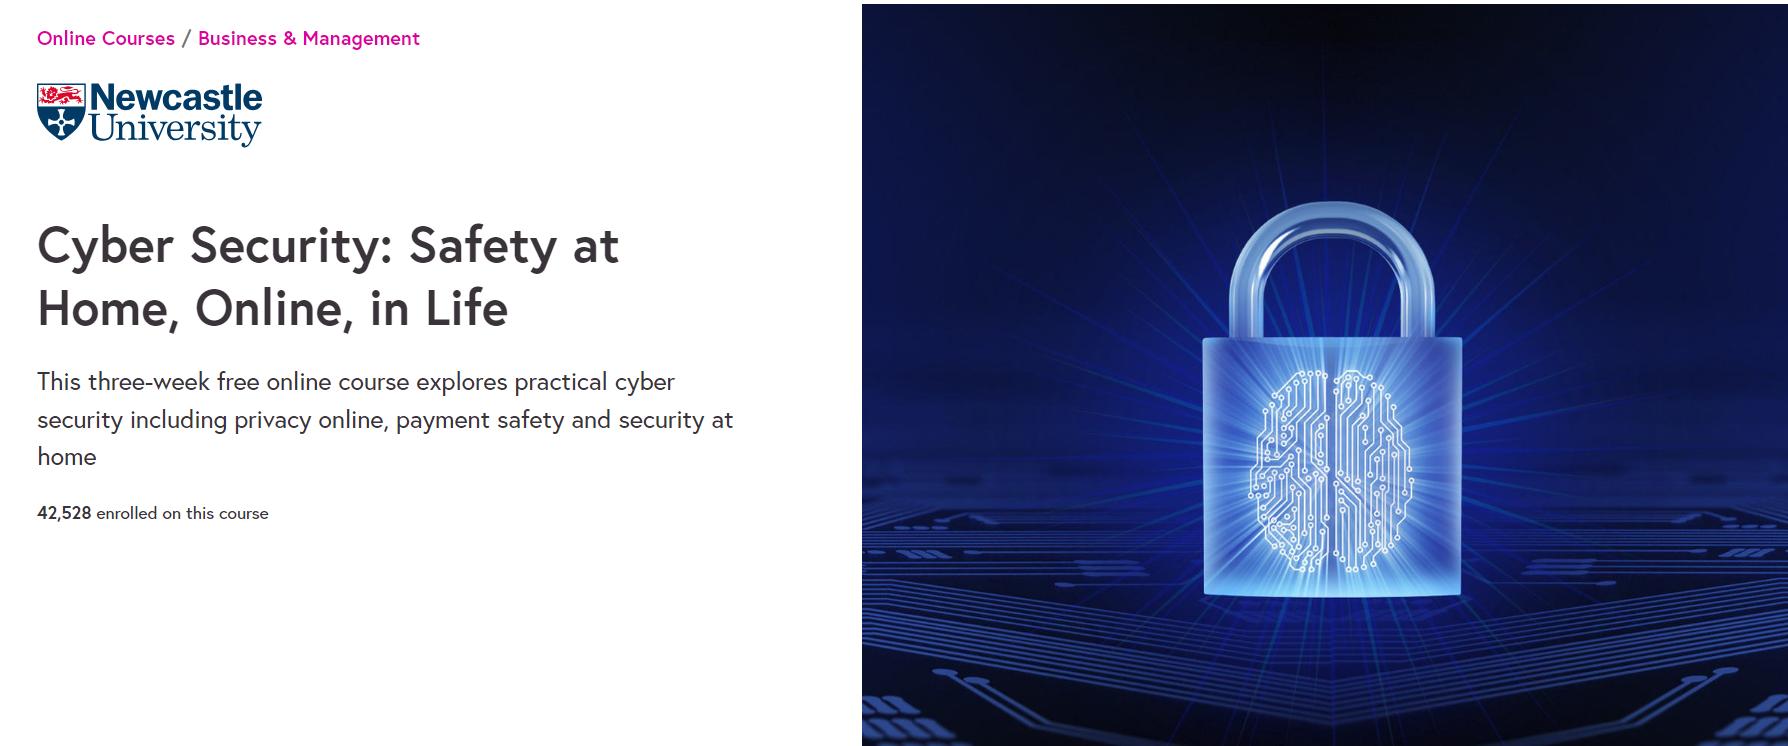 Online Courses / Business & Management
Newcastle
University
Cyber Security: Safety at
Home, Online, in Life
This three-week free online course explores practical cyber
security including privacy online, payment safety and security at
home
42,528 enrolled on this course